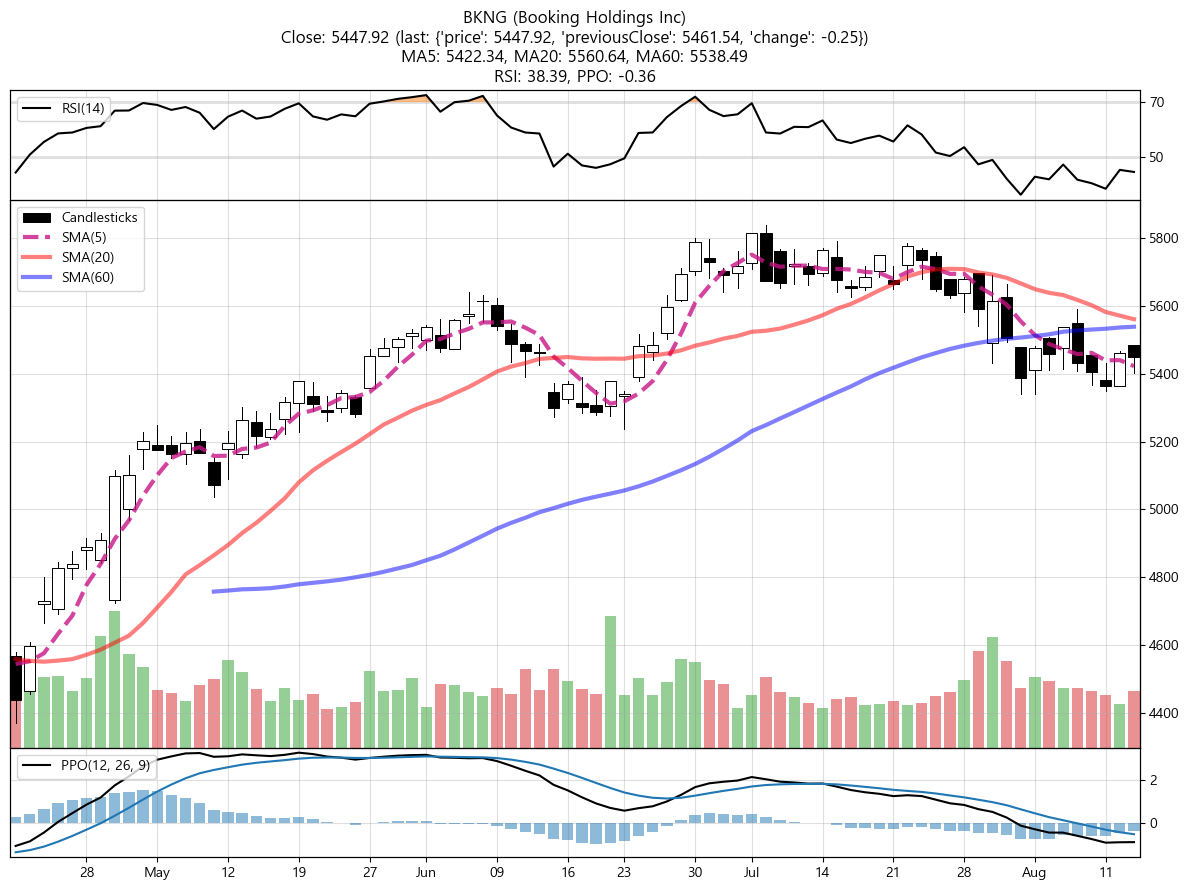 BKNG (Booking Holdings Inc)
Close: 5447.92 (last: {'price': 5447.92, 'previousClose': 5461.54, 'change': -0.25})
MA5: 5422.34, MA20: 5560.64, MA60: 5538.49
RSI: 38.39, PPO: -0.36
RSI(14)
70
50
Candlesticks
SMA(5)
SMA(20)
SMA(60)
5800
5600
5400
5200
5000
4800
4600
4400
PPO(12, 26, 9)
2
0
28 May 12 19 27 Jun 09 16 23 30 Jul 14 21 28 Aug 11